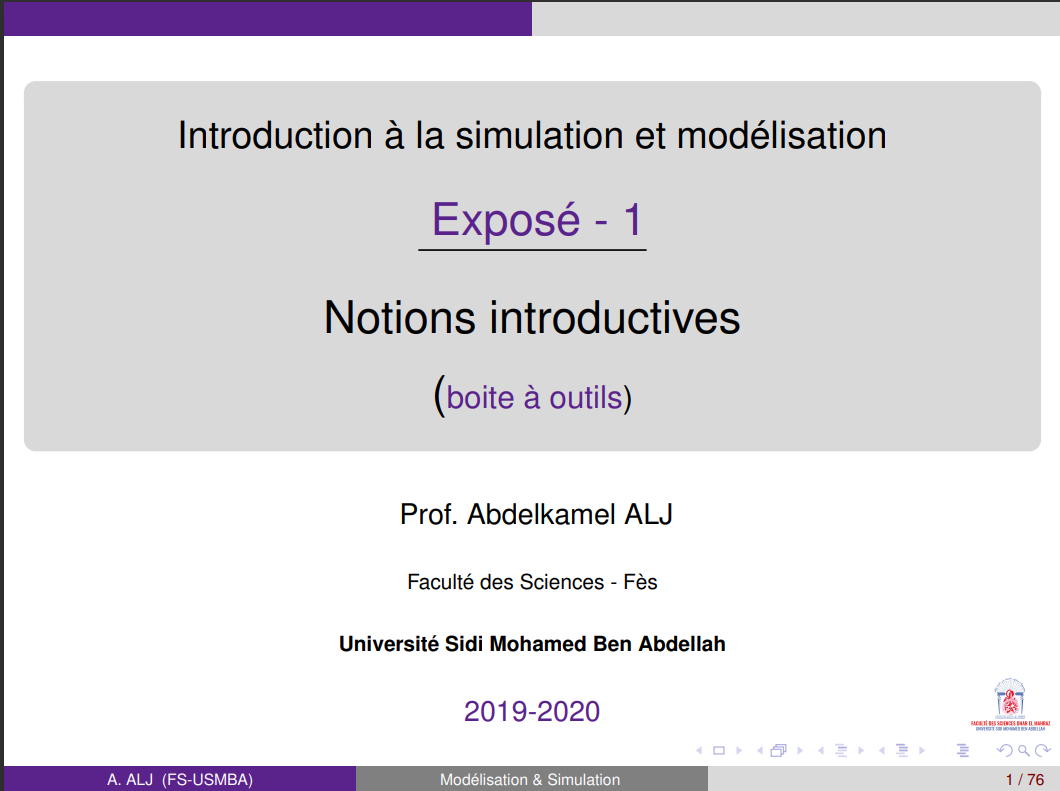 Introduction à la simulation et modélisation
Exposé - 1
Notions introductives
(boite à outils)
Prof. Abdelkamel ALJ
Faculté des Sciences - Fès
Université Sidi Mohamed Ben Abdellah
2019-2020
FACULTÉ DES SCIENCES DHAR EL MAHRAZ
UNIVERSITÉ SIDI MOHAMED BEN ABDELLAH
A. ALJ (FS-USMBA)
Modélisation & Simulation
1 / 76